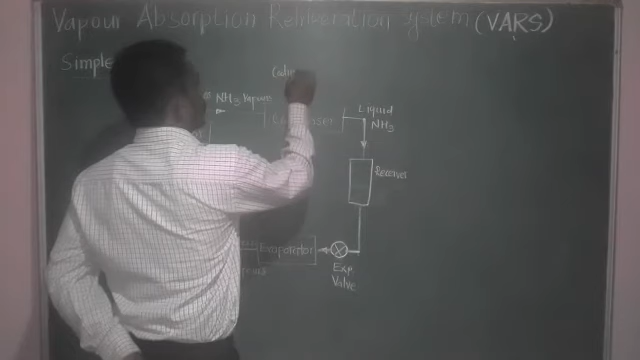 Vapour Absorption Refrigeration System (VARS)
Simple
NH3 Vapour
Condenser
Liquid
NH3
Receiver
Evaporator
Exp.
Valve